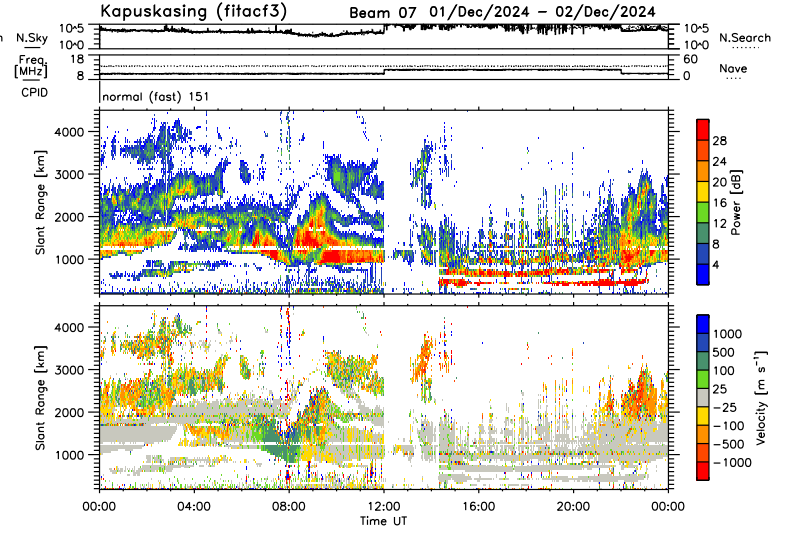 Kapuskasing (fitacf3) Beam 07 01/Dec/2024 − 02/Dec/2024
N.Sky 10^5 10^5 N.Search
10^0 10^0
Freq. 18 60
[MHz] 8 0 Nave
CPID normal (fast) 151
4000
3000
2000
1000
Slant Range [km]
28
24
20
16
12
8
4
Power [dB]
4000
3000
2000
1000
Slant Range [km]
1000
500
100
25
−25
−100
−500
−1000
Velocity [m s⁻¹]
00:00 04:00 08:00 12:00 16:00 20:00 00:00
Time UT